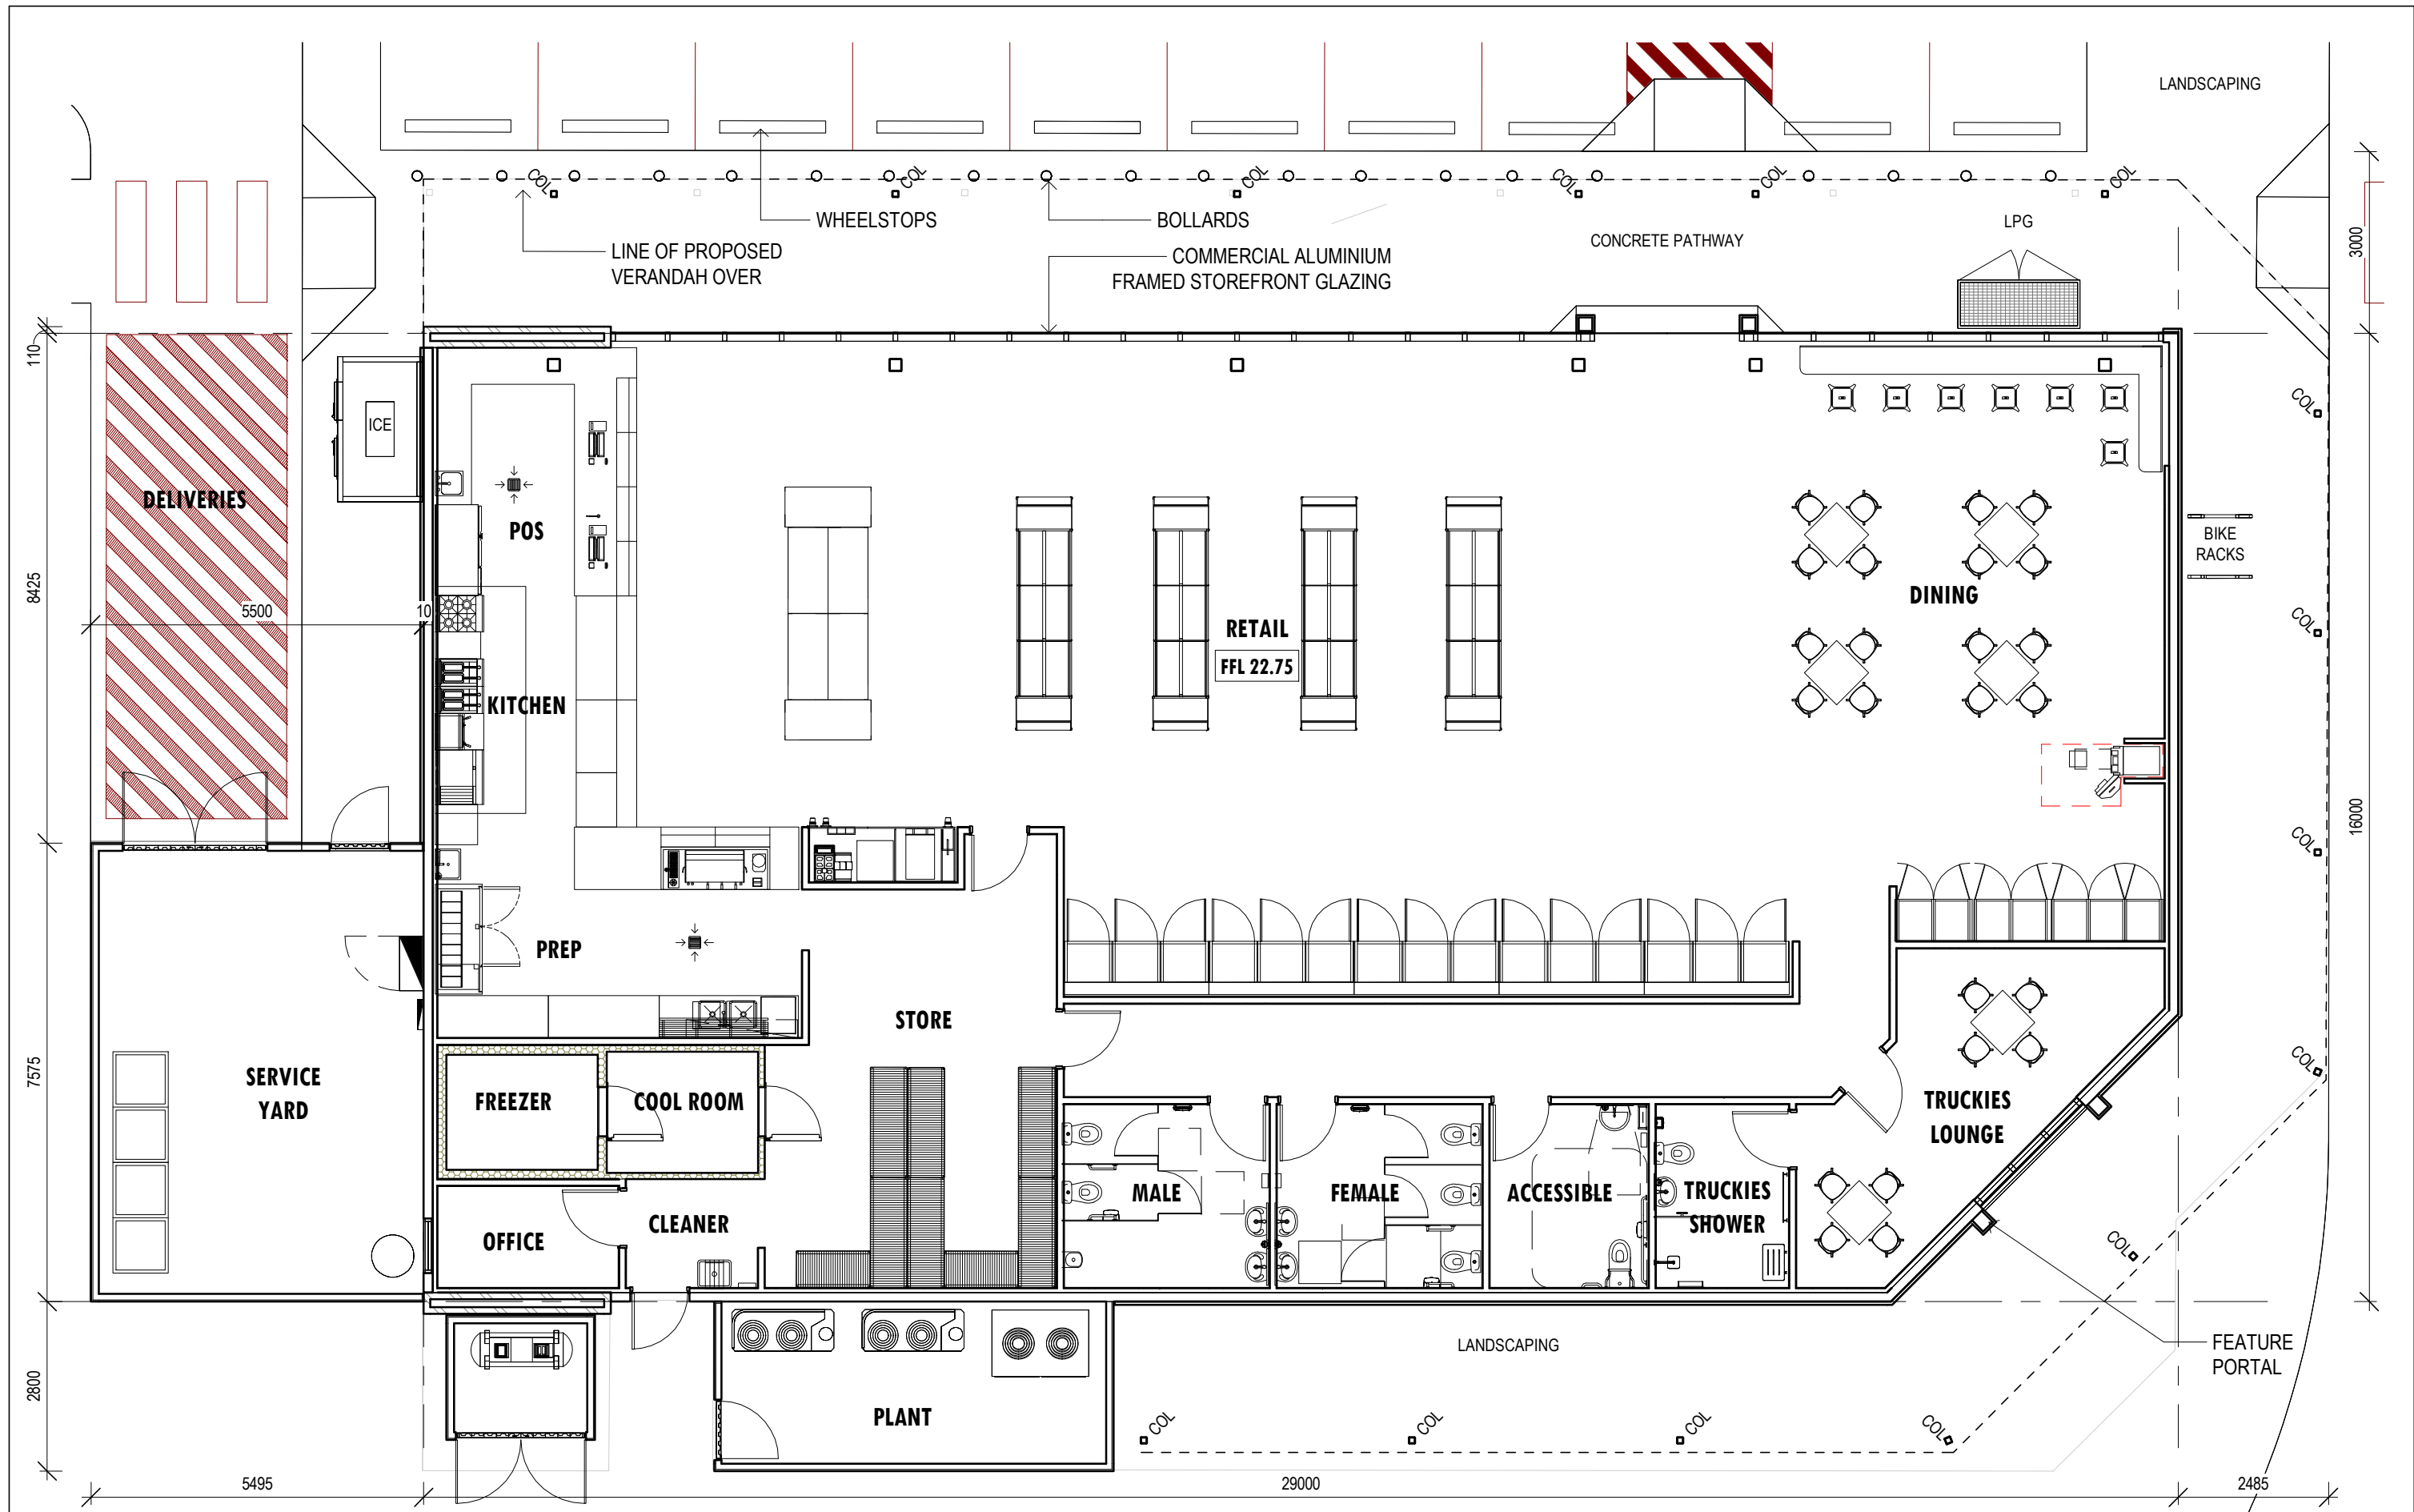 LANDSCAPING
COL
COL
COL
COL
COL
COL
WHEELSTOPS
BOLLARDS
LPG
CONCRETE PATHWAY
3000
LINE OF PROPOSED
VERANDAH OVER
COMMERCIAL ALUMINIUM
FRAMED STOREFRONT GLAZING
110
ICE
COL
DELIVERIES
POS
BIKE
RACKS
8425
5500
10
DINING
COL
RETAIL
FFL 22.75
KITCHEN
16000
COL
PREP
STORE
7575
SERVICE
YARD
FREEZER
COOL ROOM
COL
TRUCKIES
LOUNGE
MALE
FEMALE
ACCESSIBLE
TRUCKIES
SHOWER
CLEANER
OFFICE
COL
LANDSCAPING
FEATURE
PORTAL
2800
PLANT
COL
COL
COL
COL
5495
29000
2485